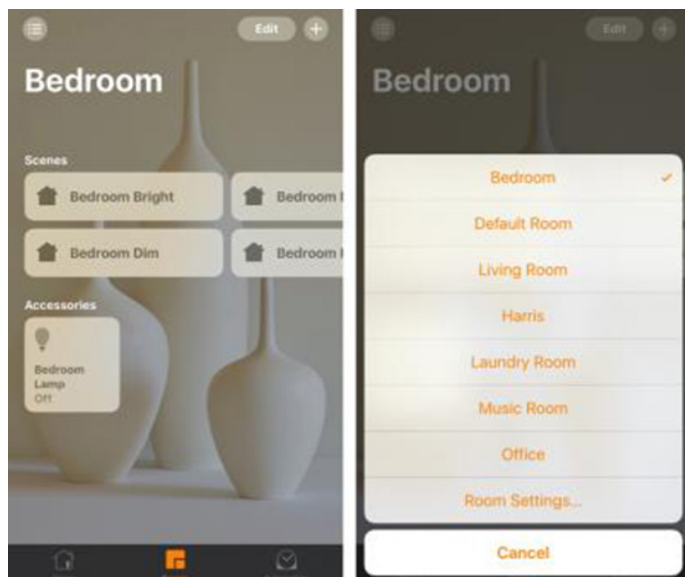 Edit
Bedroom
Scenes
Bedroom Bright
Bedroom
Bedroom Dim
Bedroom
Accessories
Bedroom
Lamp
Off
Edit
Bedroom
Bedroom
Default Room
Living Room
Harris
Laundry Room
Music Room
Office
Room Settings...
Cancel